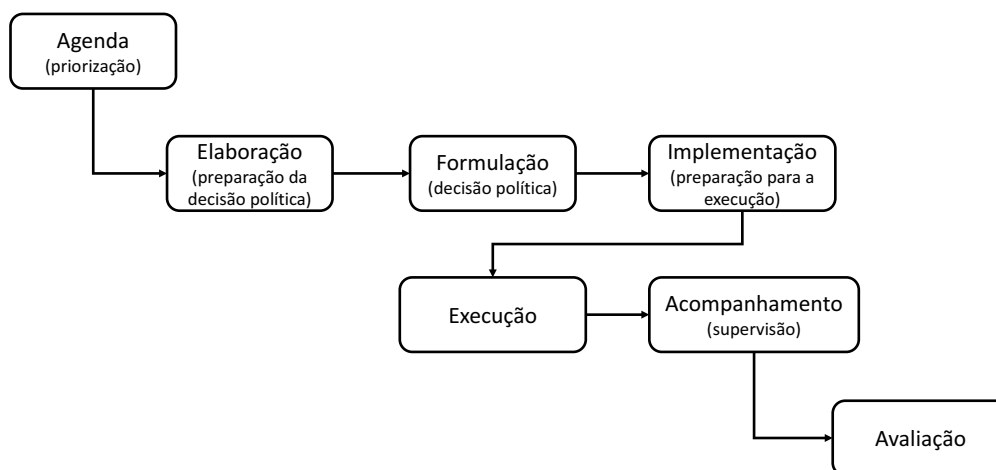 Agenda
(priorização)
Elaboração
(preparação da
decisão política)
Formulação
(decisão política)
Implementação
(preparação para a
execução)
Execução
Acompanhamento
(supervisão)
Avaliação